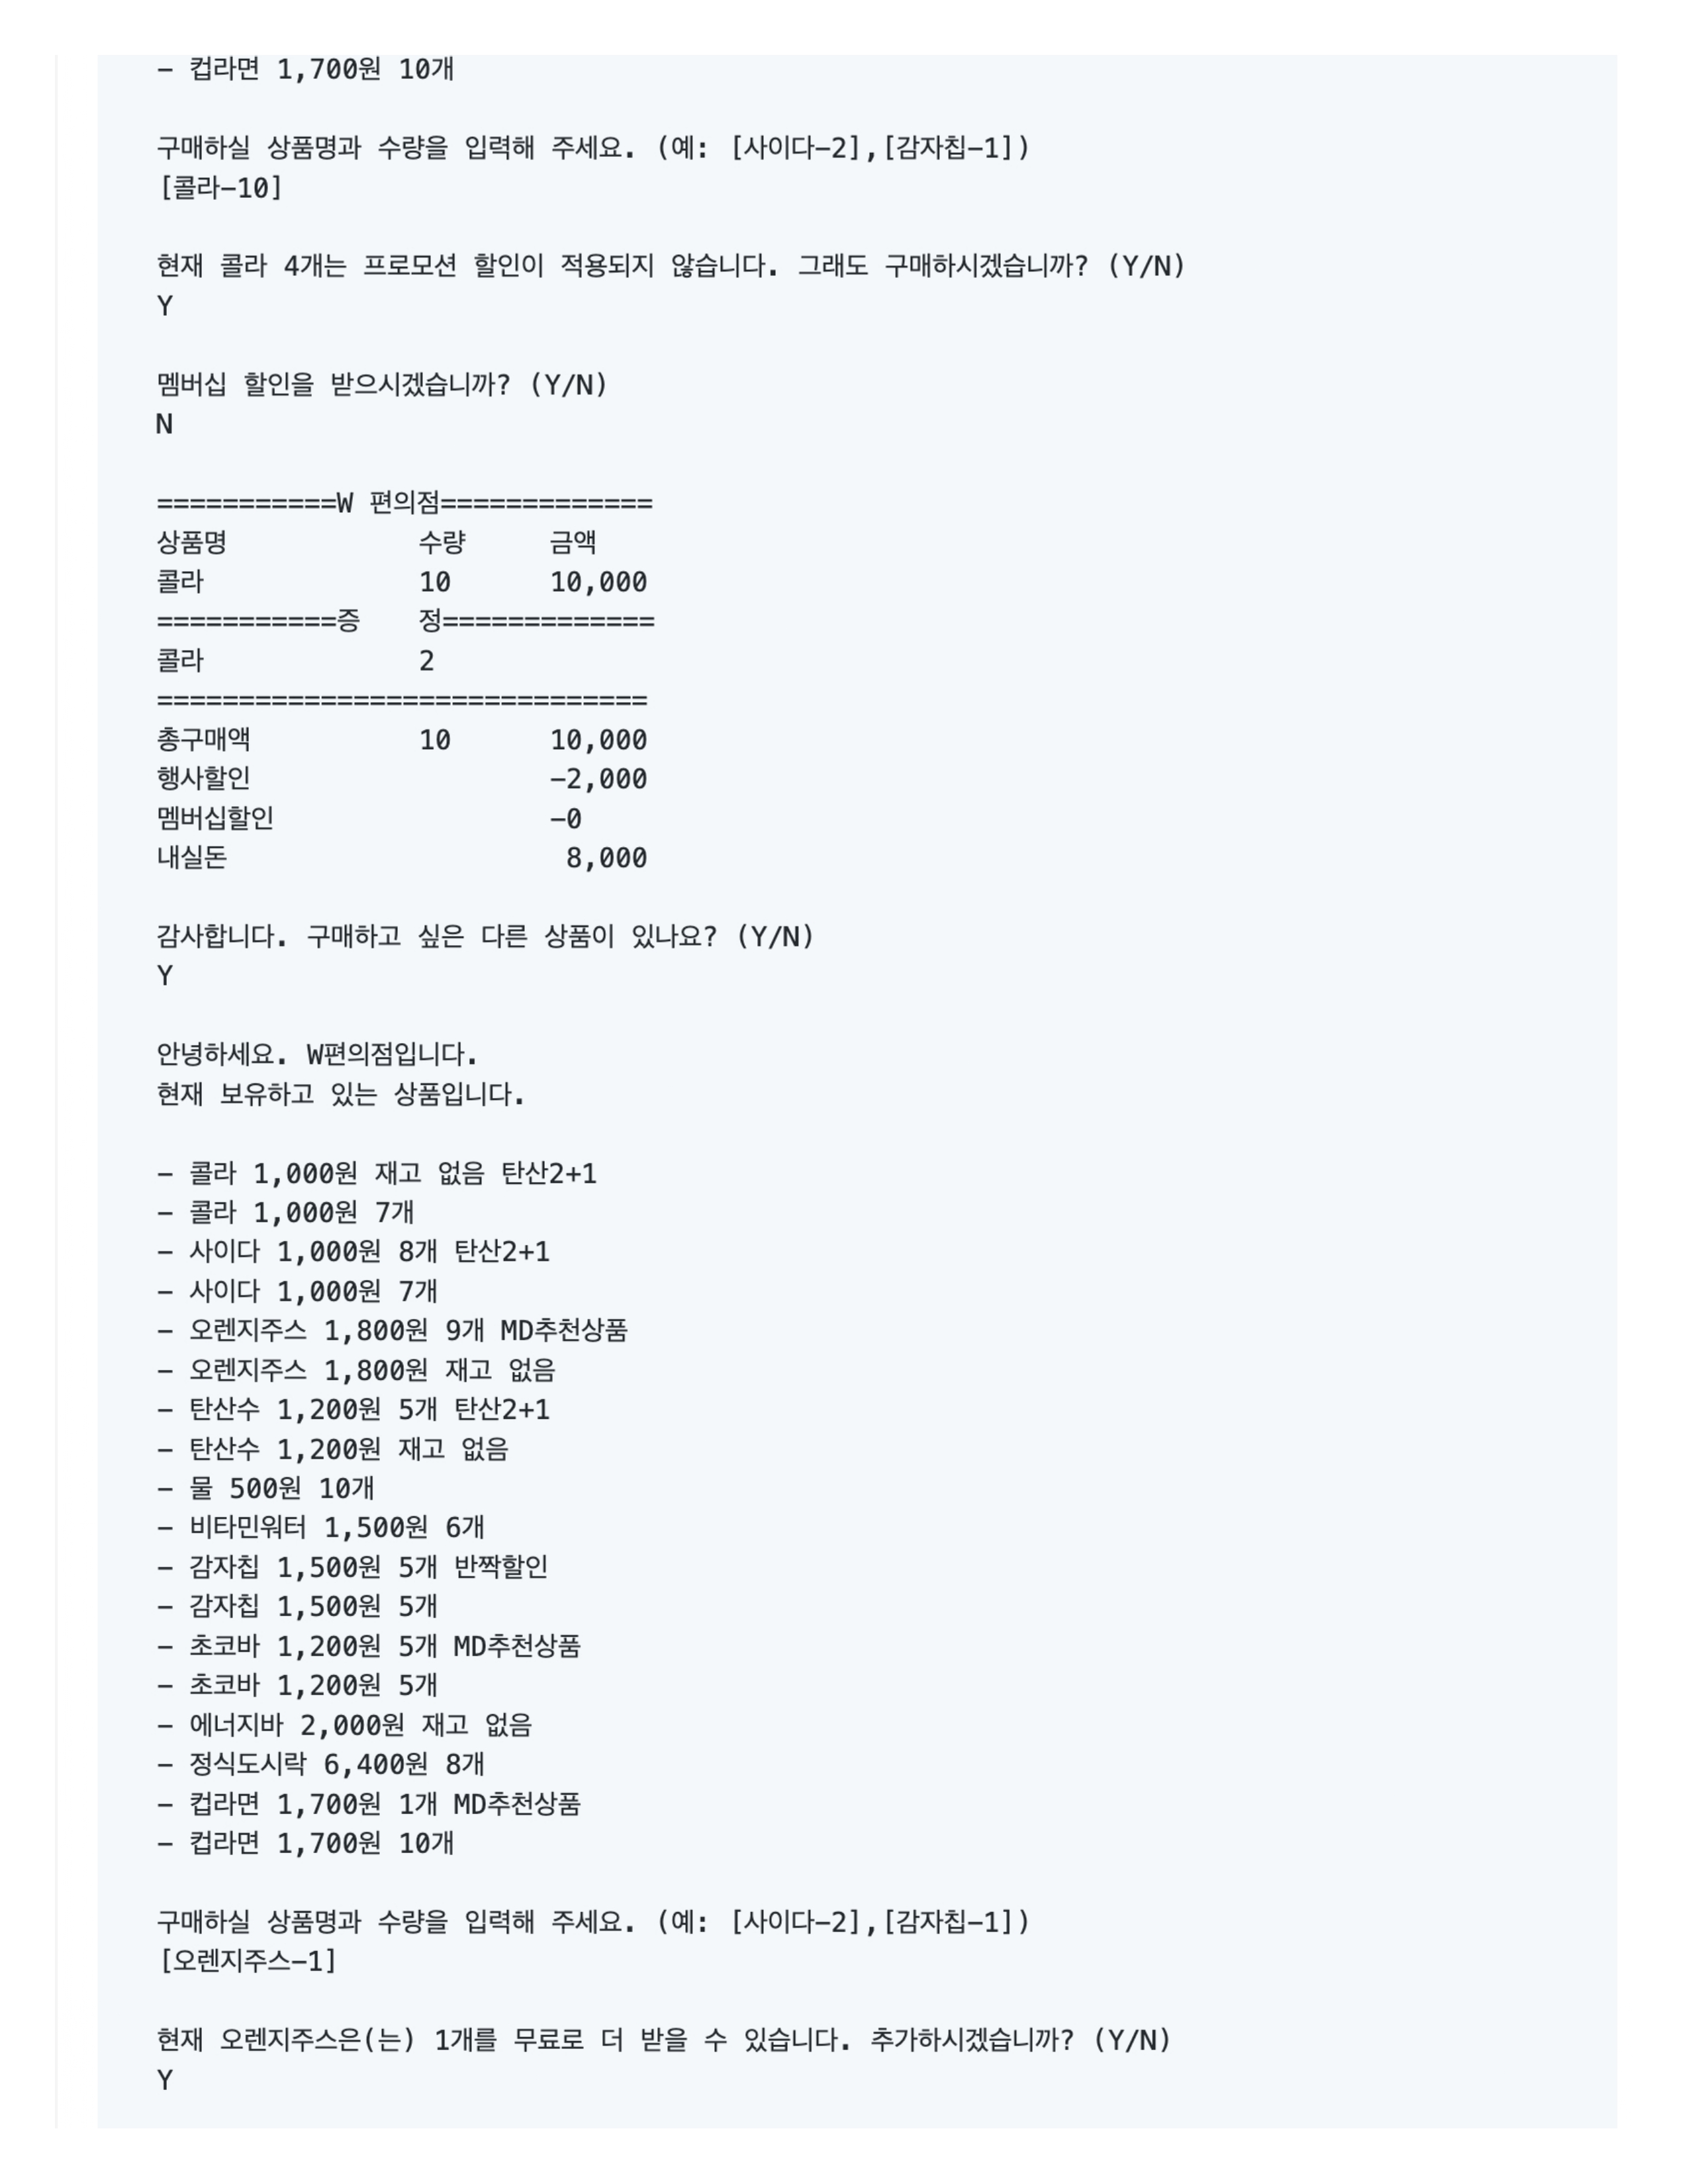 - 컵라면 1,700원 10개
구매하실 상품명과 수량을 입력해 주세요. (예: [사이다-2],[감자칩-1])
[콜라-10]
현재 콜라 4개는 프로모션 할인이 적용되지 않습니다. 그래도 구매하시겠습니까? (Y/N)
Y
멤버십 할인을 받으시겠습니까? (Y/N)
N
===========W 편의점=============
상품명 수량 금액
콜라 10 10,000
===========증 정=============
콜라 2
==============================
총구매액 10 10,000
행사할인 -2,000
멤버십할인 -0
내실돈 8,000
감사합니다. 구매하고 싶은 다른 상품이 있나요? (Y/N)
Y
안녕하세요. W편의점입니다.
현재 보유하고 있는 상품입니다.
- 콜라 1,000원 재고 없음 탄산2+1
- 콜라 1,000원 7개
- 사이다 1,000원 8개 탄산2+1
- 사이다 1,000원 7개
- 오렌지주스 1,800원 9개 MD추천상품
- 오렌지주스 1,800원 재고 없음
- 탄산수 1,200원 5개 탄산2+1
- 탄산수 1,200원 재고 없음
- 물 500원 10개
- 비타민워터 1,500원 6개
- 감자칩 1,500원 5개 반짝할인
- 감자칩 1,500원 5개
- 초코바 1,200원 5개 MD추천상품
- 초코바 1,200원 5개
- 에너지바 2,000원 재고 없음
- 정식도시락 6,400원 8개
- 컵라면 1,700원 1개 MD추천상품
- 컵라면 1,700원 10개
구매하실 상품명과 수량을 입력해 주세요. (예: [사이다-2],[감자칩-1])
[오렌지주스-1]
현재 오렌지주스은(는) 1개를 무료로 더 받을 수 있습니다. 추가하시겠습니까? (Y/N)
Y